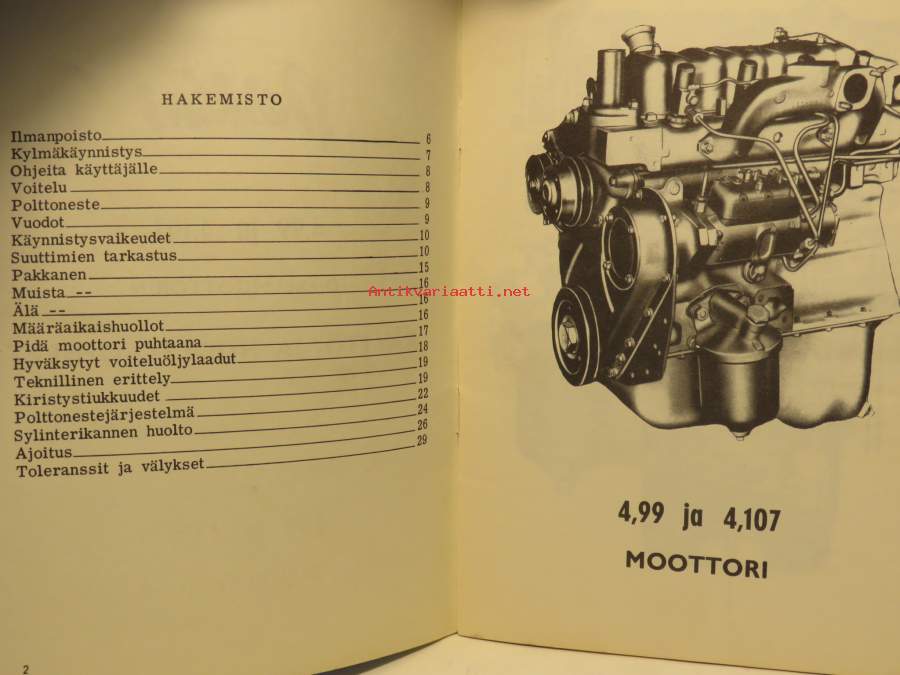 HAKEMISTO
Ilmanpoisto 6
Kylmäkäynnistys 7
Ohjeita käyttäjälle 8
Voitelu 8
Polttoneste 9
Vuodot 9
Käynnistysvaikeudet 10
Suuttimien tarkastus 10
Pakkanen 15
Muista -- 16
Älä -- 16
Määräaikaishuollot 16
Pidä moottori puhtaana 17
Hyväksytyt voiteluöljylaadut 18
Teknillinen erittely 19
Kiristystiukkuudet 19
Polttonestejärjestelmä 22
Sylinterikannen huolto 24
Ajoitus 26
Toleranssit ja välykset 29
2
Antikvariaatti.net
4,99 ja 4,107
MOOTTORI